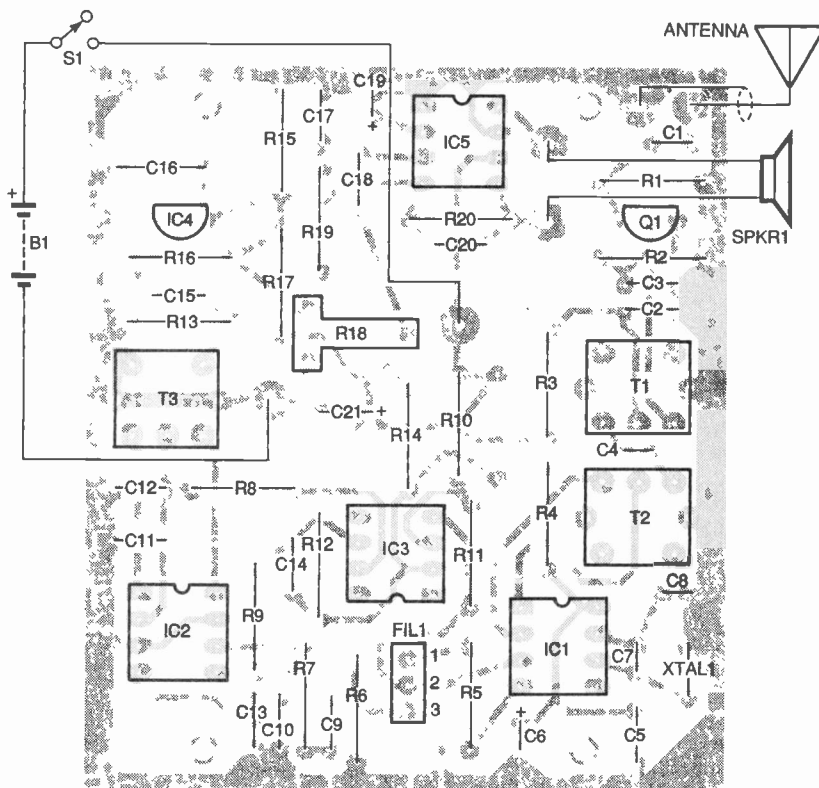 ANTENNA
S1
C19
C17
R15
IC5
C1
C16
C18
R1
IC4
R19
R20
Q1
SPKR1
+
B1
+
C20
R16
R17
R2
C15
C3
R13
C2
R18
T3
R3
T1
C21 +
R14
R10
C4
C12
R8
R4
T2
C11
R12
IC3
R11
C14
C8
IC2
R9
FIL1
IC1
C7
XTAL1
1
2
3
R7
R6
R5
C13
C10
C9
+
C6
C5